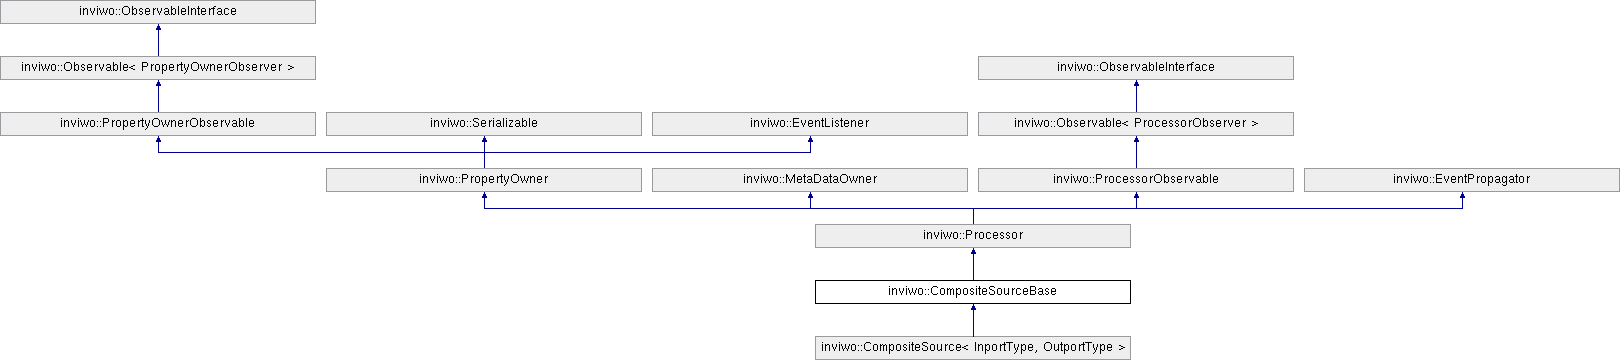 inviwo::ObservableInterface
inviwo::Observable< PropertyOwnerObserver >
inviwo::ObservableInterface
inviwo::PropertyOwnerObservable
inviwo::Serializable
inviwo::EventListener
inviwo::Observable< ProcessorObserver >
inviwo::PropertyOwner
inviwo::MetaDataOwner
inviwo::ProcessorObservable
inviwo::EventPropagator
inviwo::Processor
inviwo::CompositeSourceBase
inviwo::CompositeSource< InportType, OutportType >